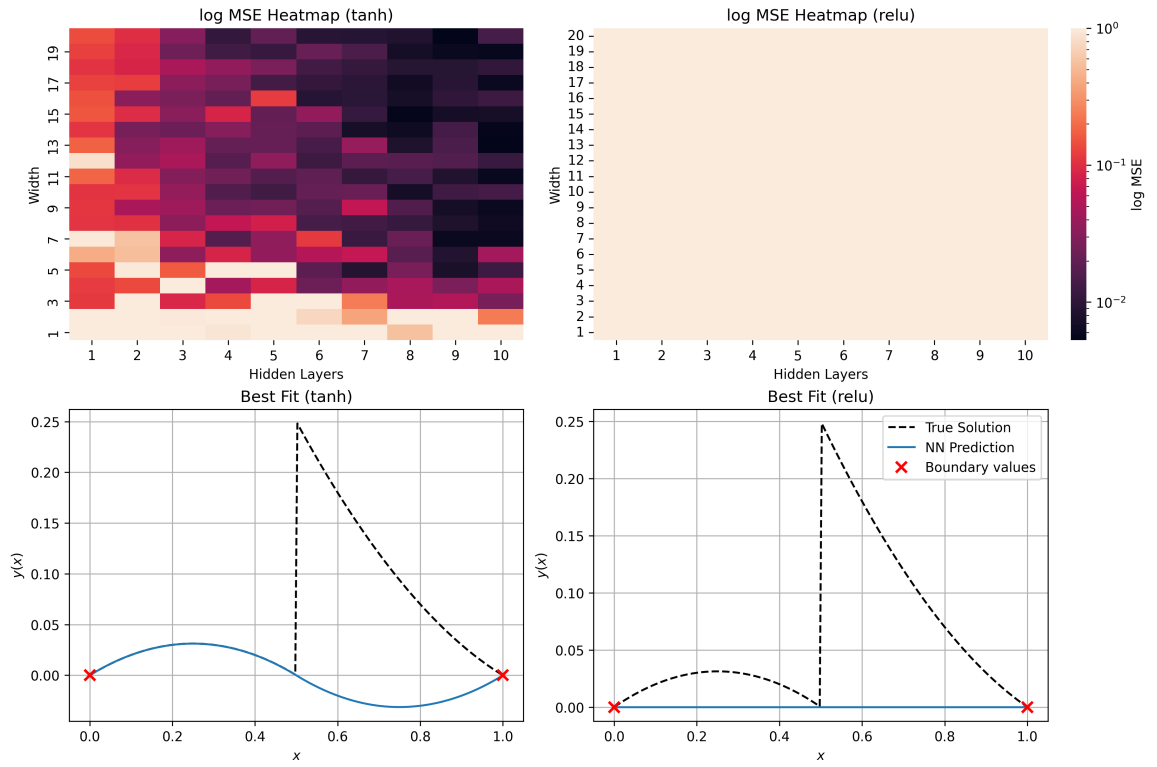 log MSE Heatmap (tanh)
Width
19
17
15
13
11
9
7
5
3
1
1 2 3 4 5 6 7 8 9 10
Hidden Layers
log MSE Heatmap (relu)
Width
20
19
18
17
16
15
14
13
12
11
10
9
8
7
6
5
4
3
2
1
1 2 3 4 5 6 7 8 9 10
Hidden Layers
10⁰
10⁻¹
10⁻²
log MSE
Best Fit (tanh)
y(x)
0.25
0.20
0.15
0.10
0.05
0.00
0.0 0.2 0.4 0.6 0.8 1.0
x
Best Fit (relu)
y(x)
0.25
0.20
0.15
0.10
0.05
0.00
0.0 0.2 0.4 0.6 0.8 1.0
x
True Solution
NN Prediction
Boundary values